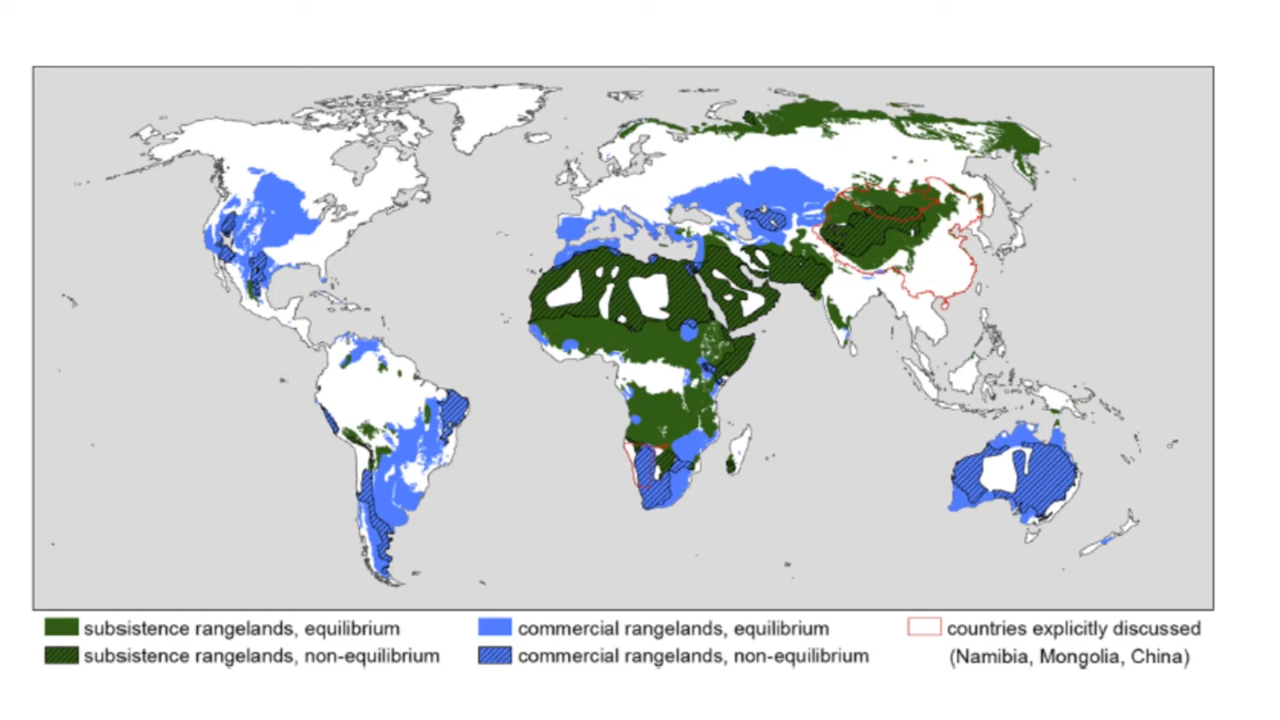 subsistence rangelands, equilibrium
commercial rangelands, equilibrium
countries explicitly discussed
subsistence rangelands, non-equilibrium
commercial rangelands, non-equilibrium
(Namibia, Mongolia, China)